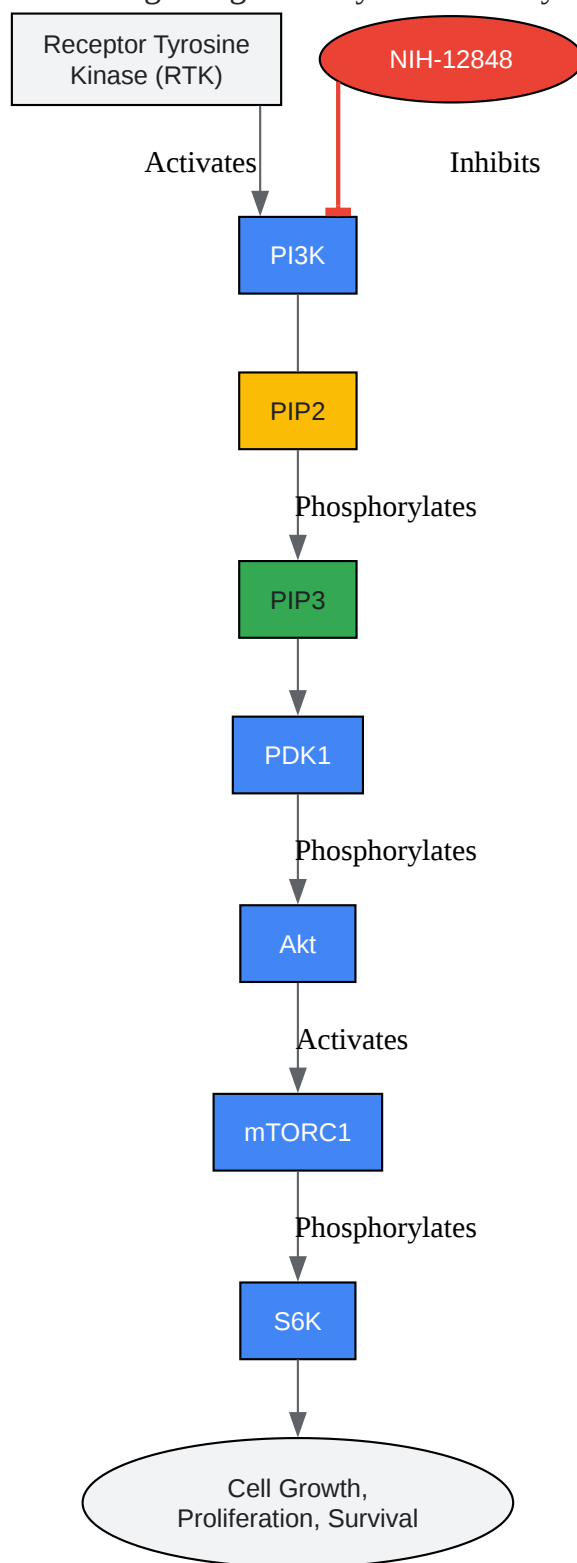 Receptor Tyrosine
Kinase (RTK)
NIH-12848
Activates
Inhibits
PI3K
PIP2
Phosphorylates
PIP3
PDK1
Phosphorylates
Akt
Activates
mTORC1
Phosphorylates
S6K
Cell Growth,
Proliferation, Survival